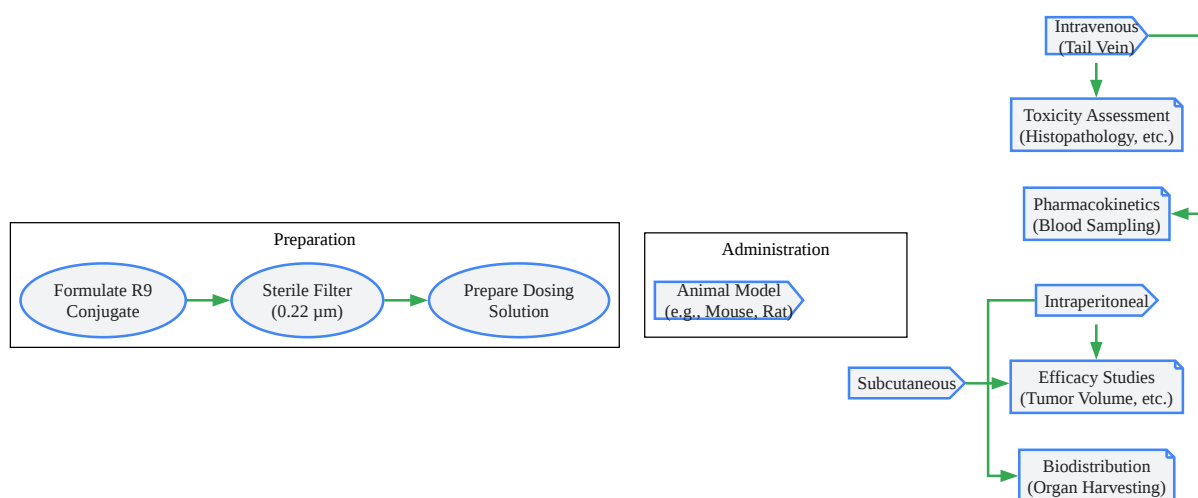 Intravenous
(Tail Vein)
Toxicity Assessment
(Histopathology, etc.)
Pharmacokinetics
(Blood Sampling)
Preparation
Formulate R9
Conjugate
Sterile Filter
(0.22 µm)
Prepare Dosing
Solution
Administration
Animal Model
(e.g., Mouse, Rat)
Intraperitoneal
Subcutaneous
Efficacy Studies
(Tumor Volume, etc.)
Biodistribution
(Organ Harvesting)